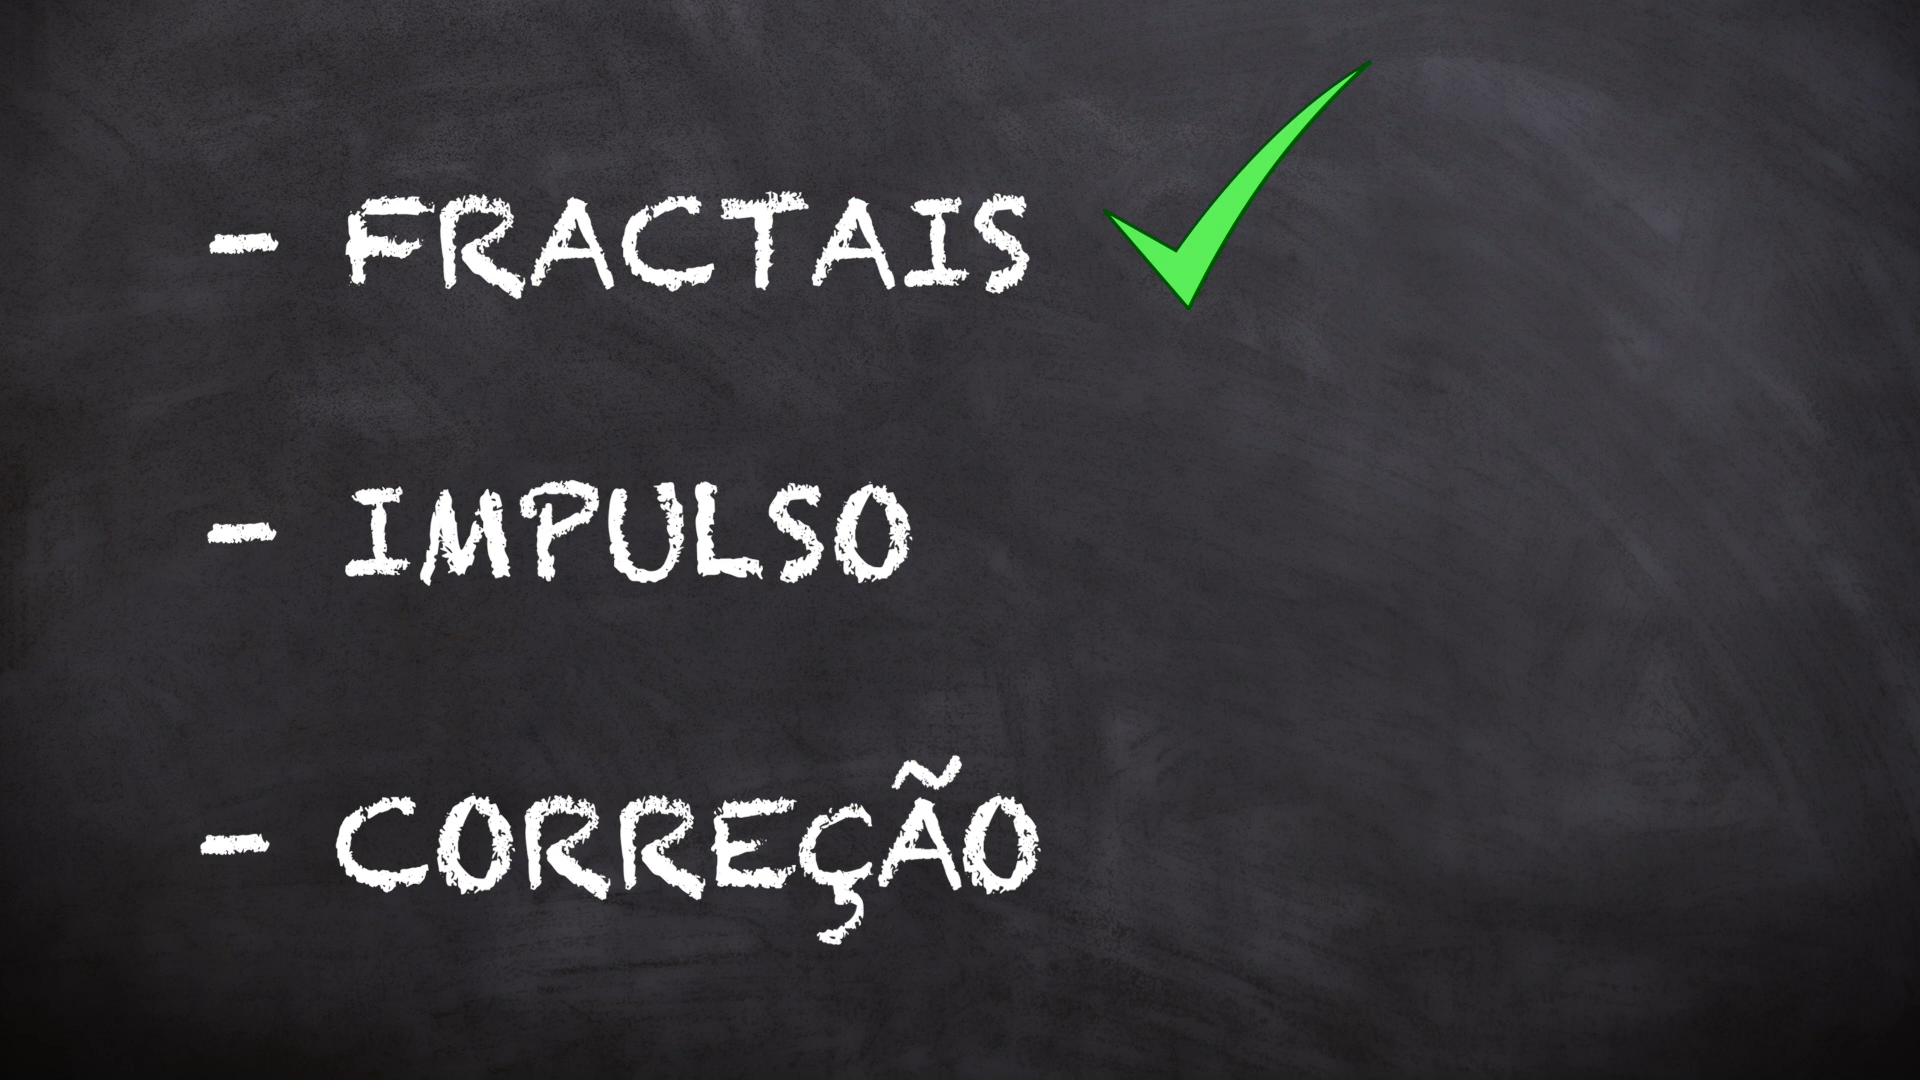 - FRACTAIS
- IMPULSO
- CORREÇÃO